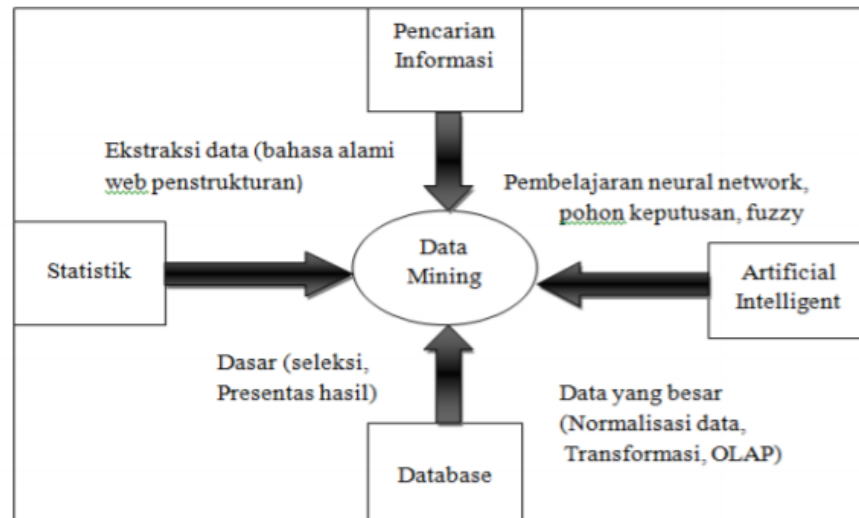 Pencarian
Informasi
Ekstraksi data (bahasa alami
web penstrukturan)
Pembelajaran neural network,
pohon keputusan, fuzzy
Statistik
Data
Mining
Artificial
Intelligent
Dasar (seleksi,
Presentas hasil)
Data yang besar
(Normalisasi data,
Transformasi, OLAP)
Database